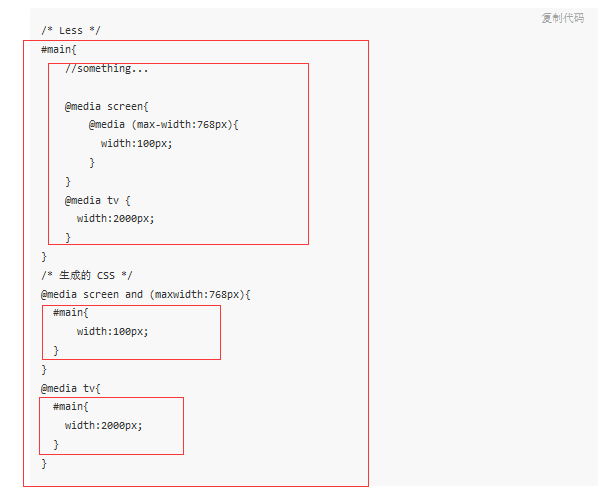 复制代码
/* Less */
#main{
    //something...

    @media screen{
        @media (max-width:768px){
          width:100px;
        }
    }
    @media tv {
      width:2000px;
    }
}
/* 生成的 CSS */
@media screen and (maxwidth:768px){
  #main{
      width:100px;
  }
}
@media tv{
  #main{
    width:2000px;
  }
}